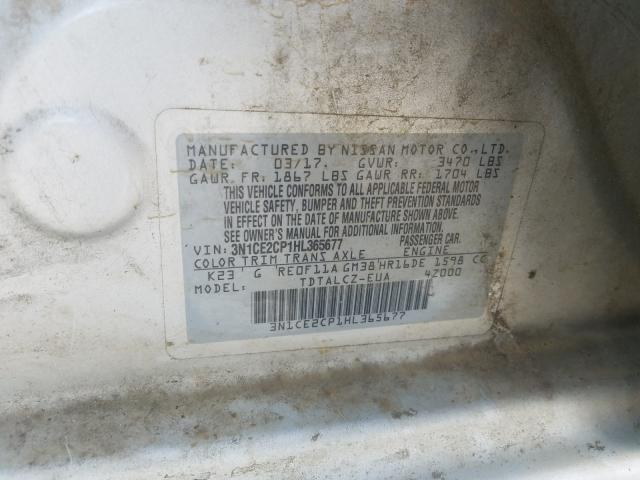 MANUFACTURED BY NISSAN MOTOR CO.,LTD.
DATE: 03/17. GVWR: 3470 LBS
GAWR FR: 1867 LBS GAWR RR: 1704 LBS
THIS VEHICLE CONFORMS TO ALL APPLICABLE FEDERAL MOTOR
VEHICLE SAFETY, BUMPER AND THEFT PREVENTION STANDARDS
IN EFFECT ON THE DATE OF MANUFACTURE SHOWN ABOVE.
SEE OWNER'S MANUAL FOR ADDITIONAL INFORMATION.
VIN: 3N1CE2CP1HL365677 PASSENGER CAR.
COLOR TRIM TRANS AXLE ENGINE
K23 G RE0F11A GM38 HR16DE 1598 CC
MODEL: TDTALCZ-EUA 4Z000
3N1CE2CP1HL365677